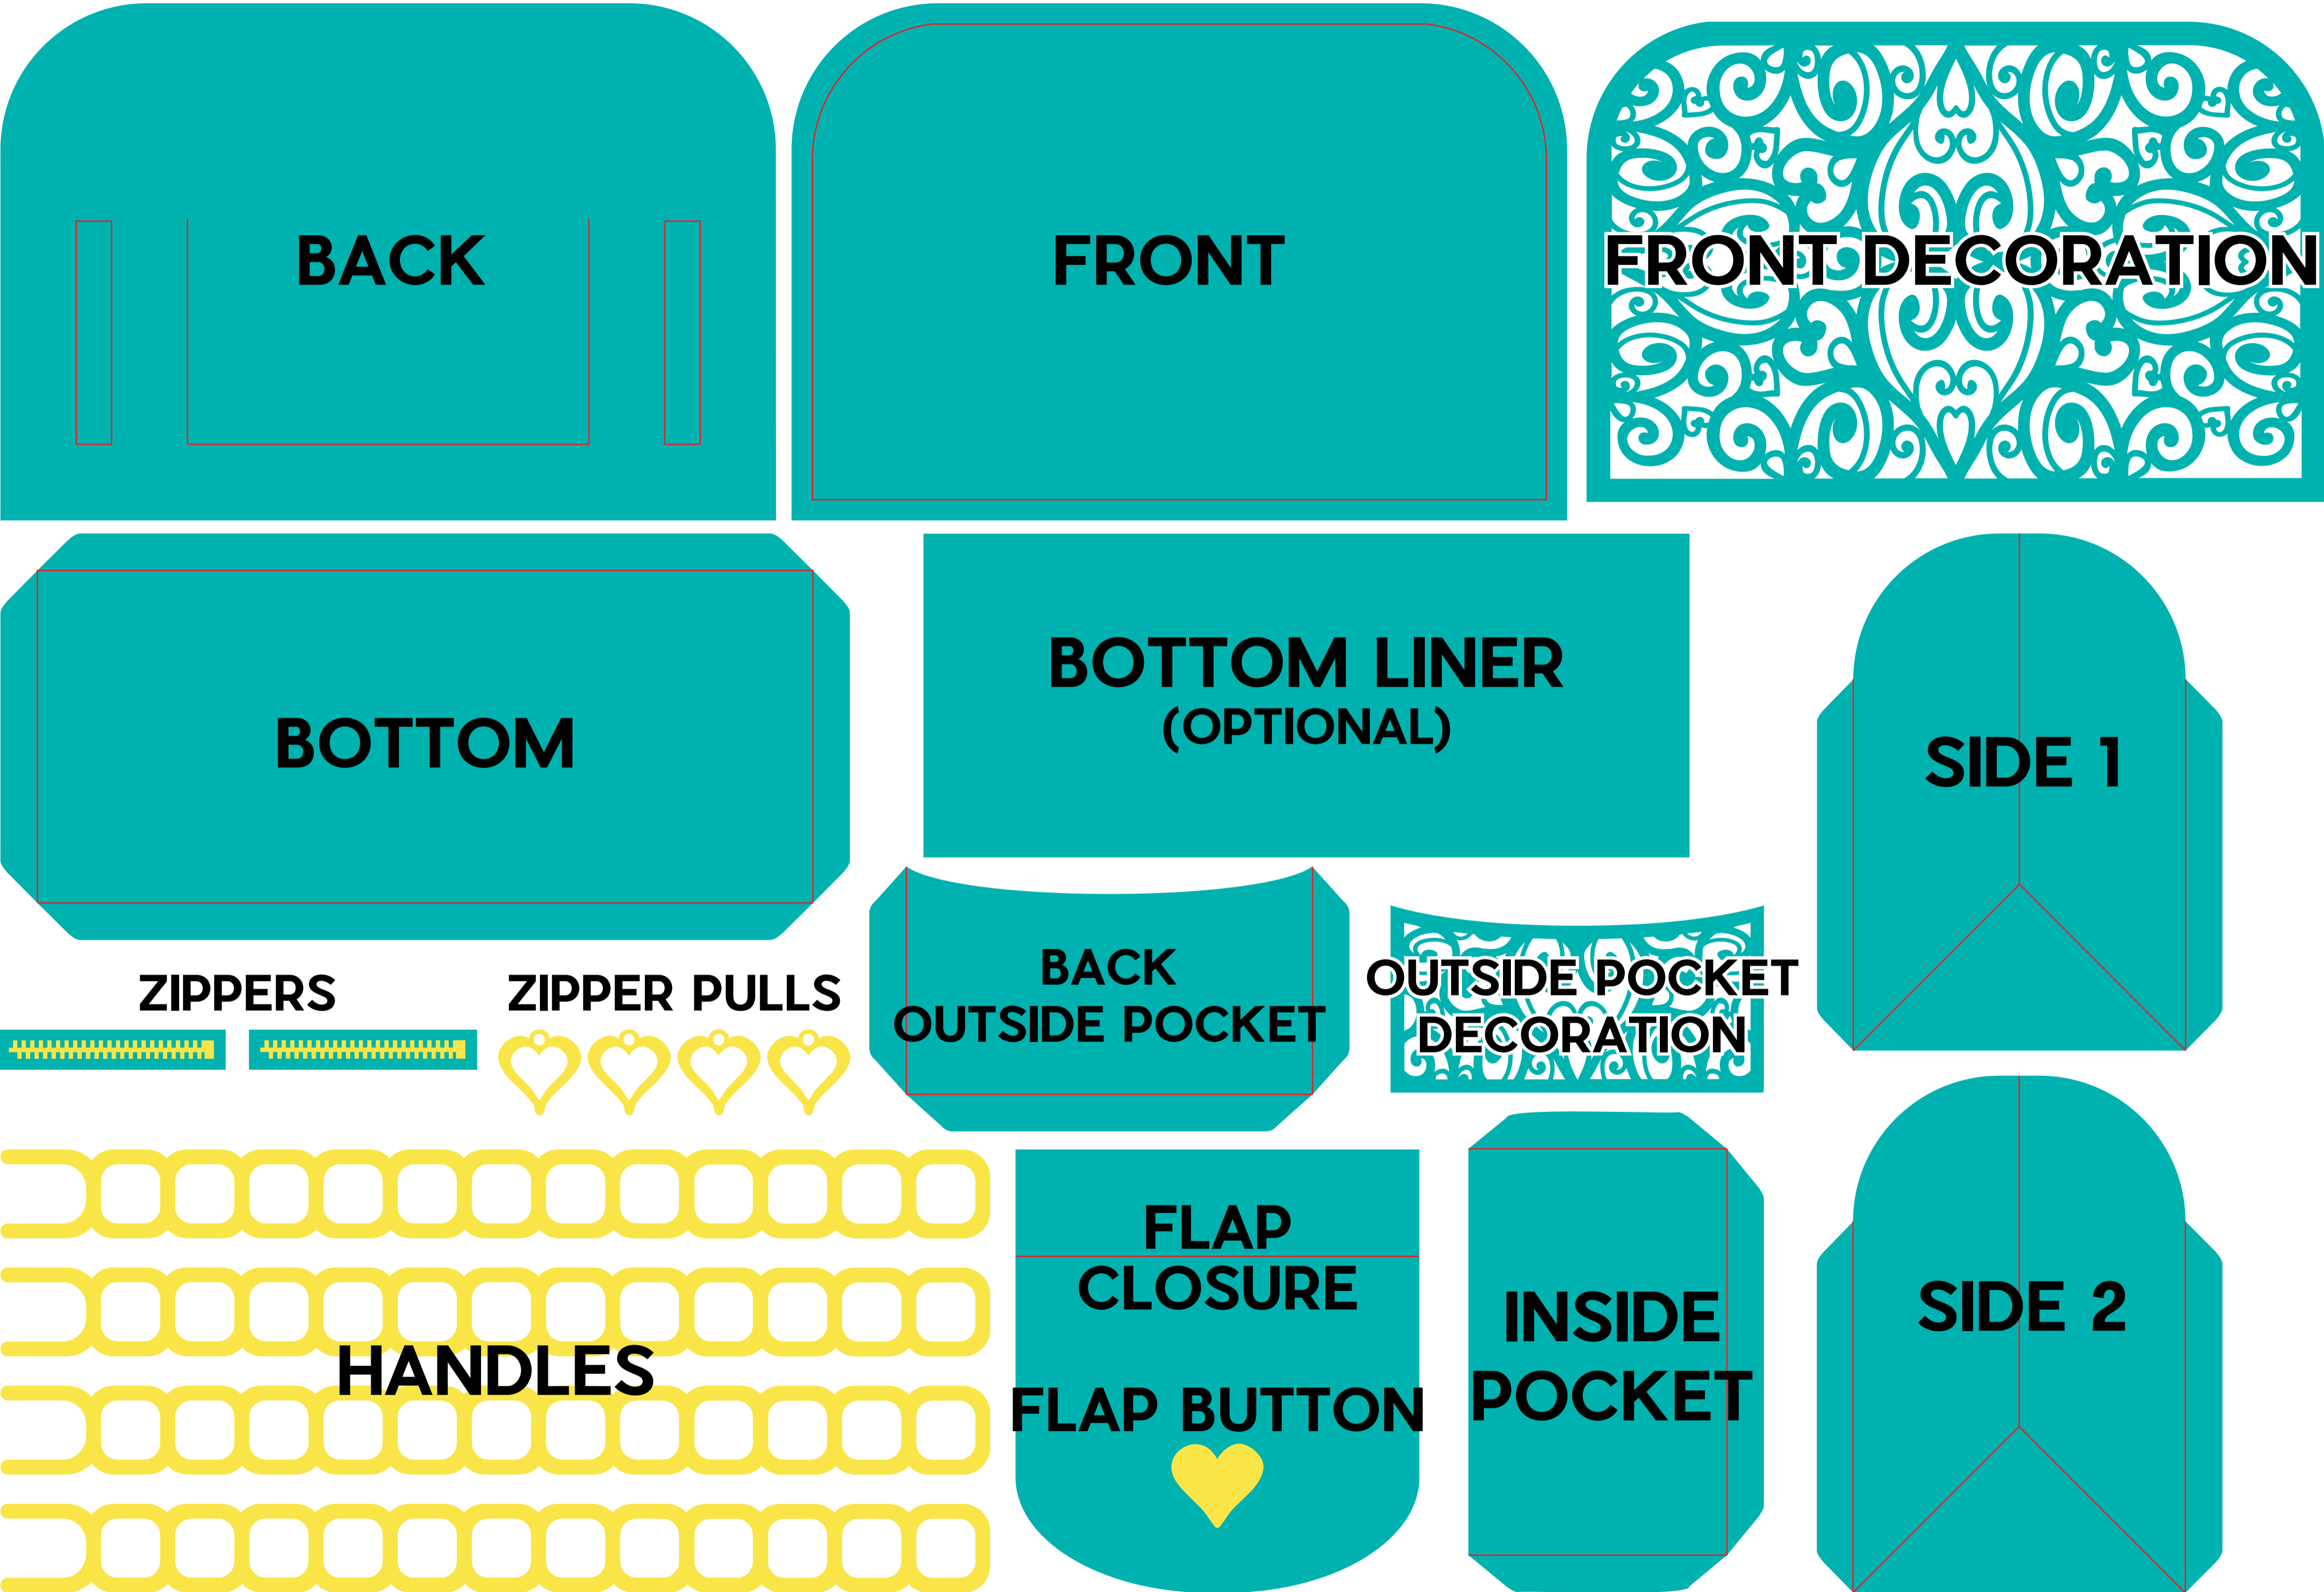 BACK
FRONT
FRONT DECORATION
BOTTOM
BOTTOM LINER
(OPTIONAL)
SIDE 1
ZIPPERS
ZIPPER PULLS
BACK
OUTSIDE POCKET
OUTSIDE POCKET
DECORATION
HANDLES
FLAP
CLOSURE
FLAP BUTTON
INSIDE
POCKET
SIDE 2